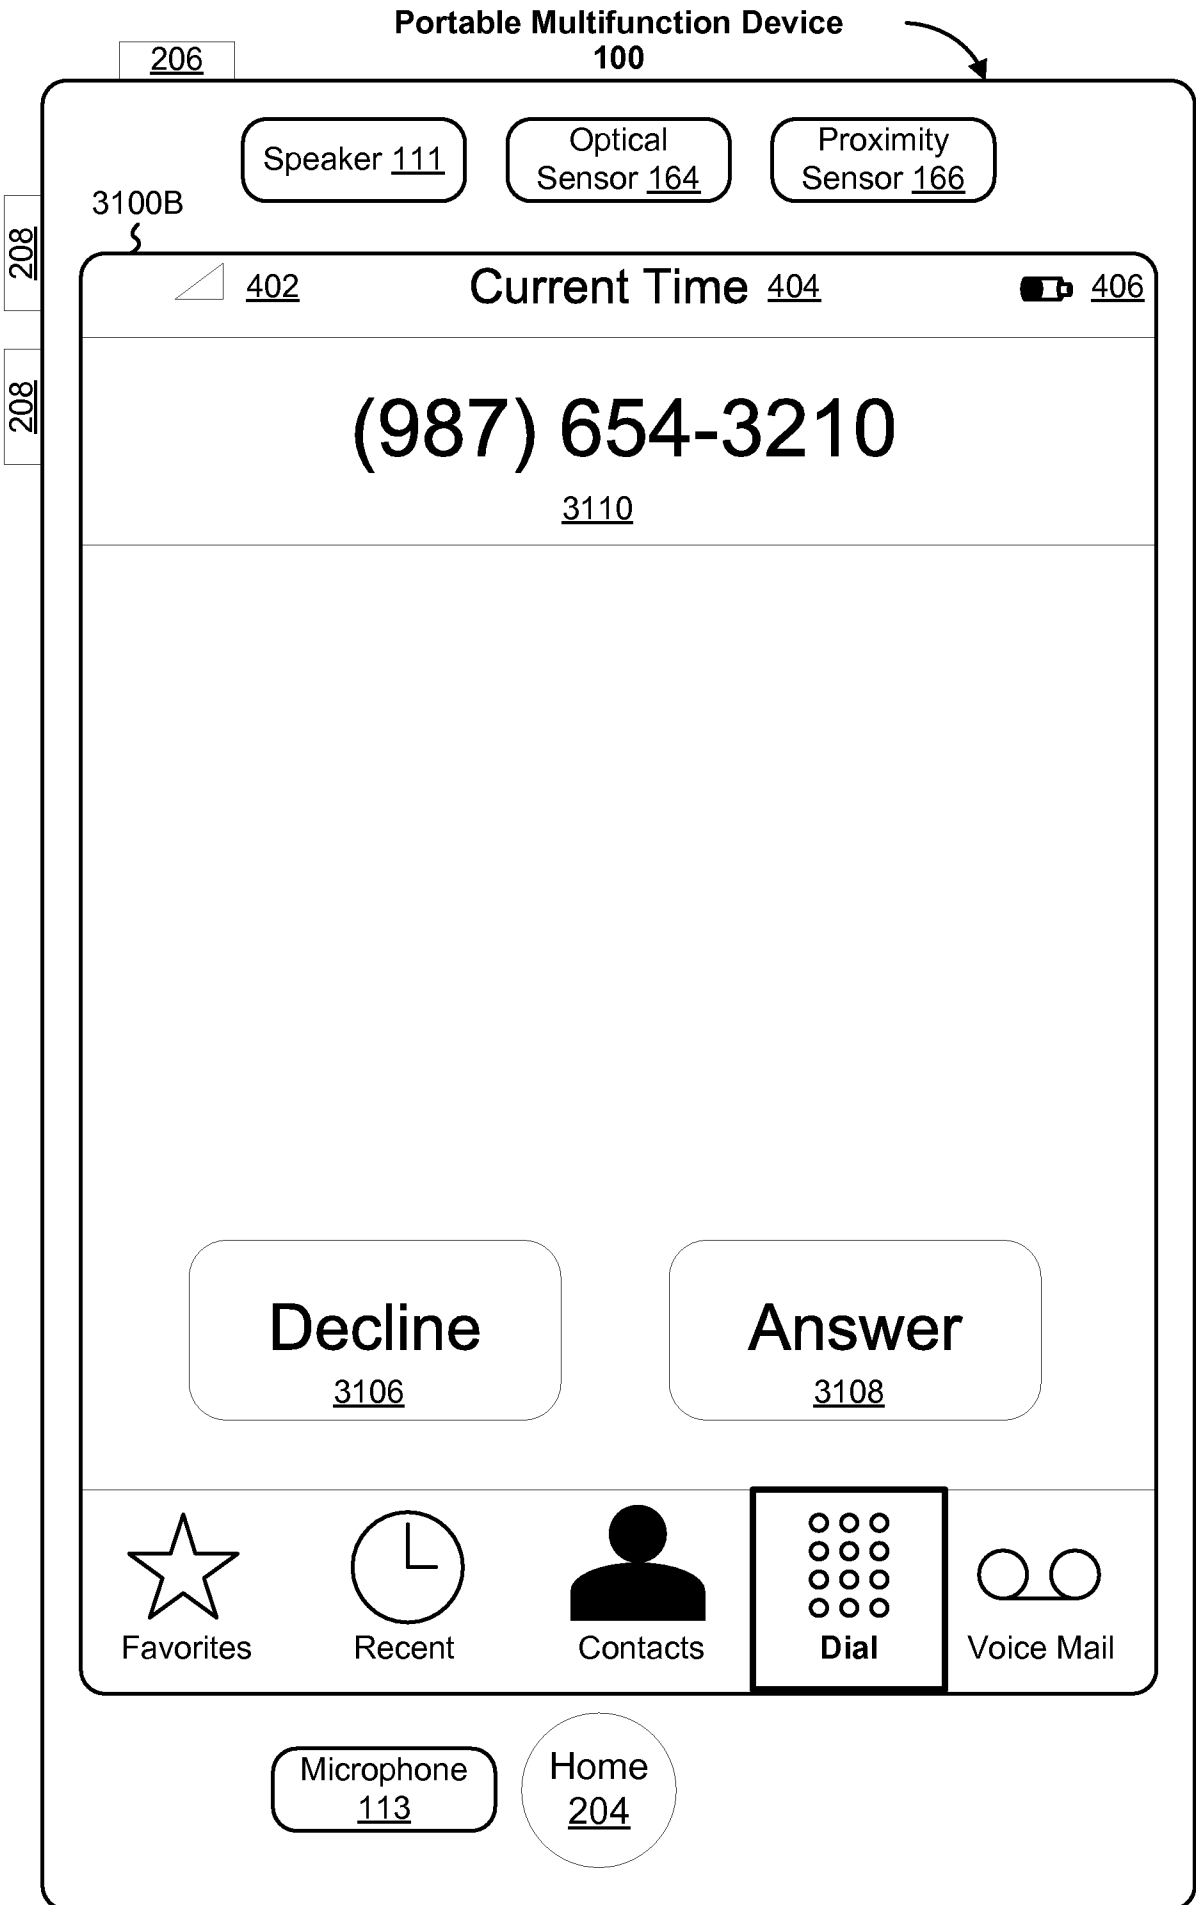 Portable Multifunction Device
100
206
Speaker 111
Optical
Sensor 164
Proximity
Sensor 166
3100B
208
208
402
Current Time 404
406
(987) 654-3210
3110
Decline
3106
Answer
3108
Favorites
Recent
Contacts
Dial
Voice Mail
Microphone
113
Home
204